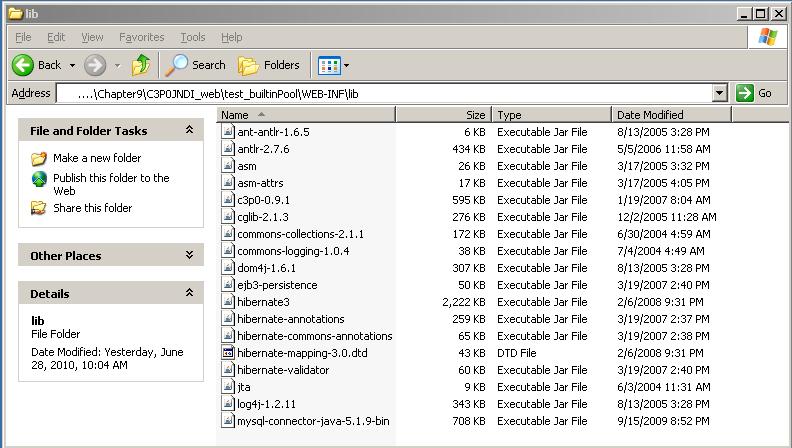 lib
File Edit View Favorites Tools Help
Back Search Folders
Address ....\Chapter9\C3P0JNDI_web\test_builtinPool\WEB-INF\lib Go
File and Folder Tasks
Make a new folder
Publish this folder to the
Web
Share this folder
Other Places
Details
lib
File Folder
Date Modified: Yesterday, June
28, 2010, 10:04 AM
Name Size Type Date Modified
ant-antlr-1.6.5 6 KB Executable Jar File 8/13/2005 3:28 PM
antlr-2.7.6 434 KB Executable Jar File 5/5/2006 11:58 AM
asm 26 KB Executable Jar File 3/17/2005 3:32 PM
asm-attrs 17 KB Executable Jar File 3/17/2005 4:05 PM
c3p0-0.9.1 595 KB Executable Jar File 1/19/2007 8:04 AM
cglib-2.1.3 276 KB Executable Jar File 12/2/2005 11:28 AM
commons-collections-2.1.1 172 KB Executable Jar File 6/30/2004 4:59 AM
commons-logging-1.0.4 38 KB Executable Jar File 7/4/2004 4:49 AM
dom4j-1.6.1 307 KB Executable Jar File 8/13/2005 3:28 PM
ejb3-persistence 50 KB Executable Jar File 3/19/2007 2:40 PM
hibernate3 2,222 KB Executable Jar File 2/6/2008 9:31 PM
hibernate-annotations 259 KB Executable Jar File 3/19/2007 2:37 PM
hibernate-commons-annotations 65 KB Executable Jar File 3/19/2007 2:38 PM
hibernate-mapping-3.0.dtd 43 KB DTD File 2/6/2008 9:31 PM
hibernate-validator 60 KB Executable Jar File 3/19/2007 2:40 PM
jta 9 KB Executable Jar File 6/3/2004 11:31 AM
log4j-1.2.11 343 KB Executable Jar File 8/13/2005 3:28 PM
mysql-connector-java-5.1.9-bin 708 KB Executable Jar File 9/15/2009 8:52 PM